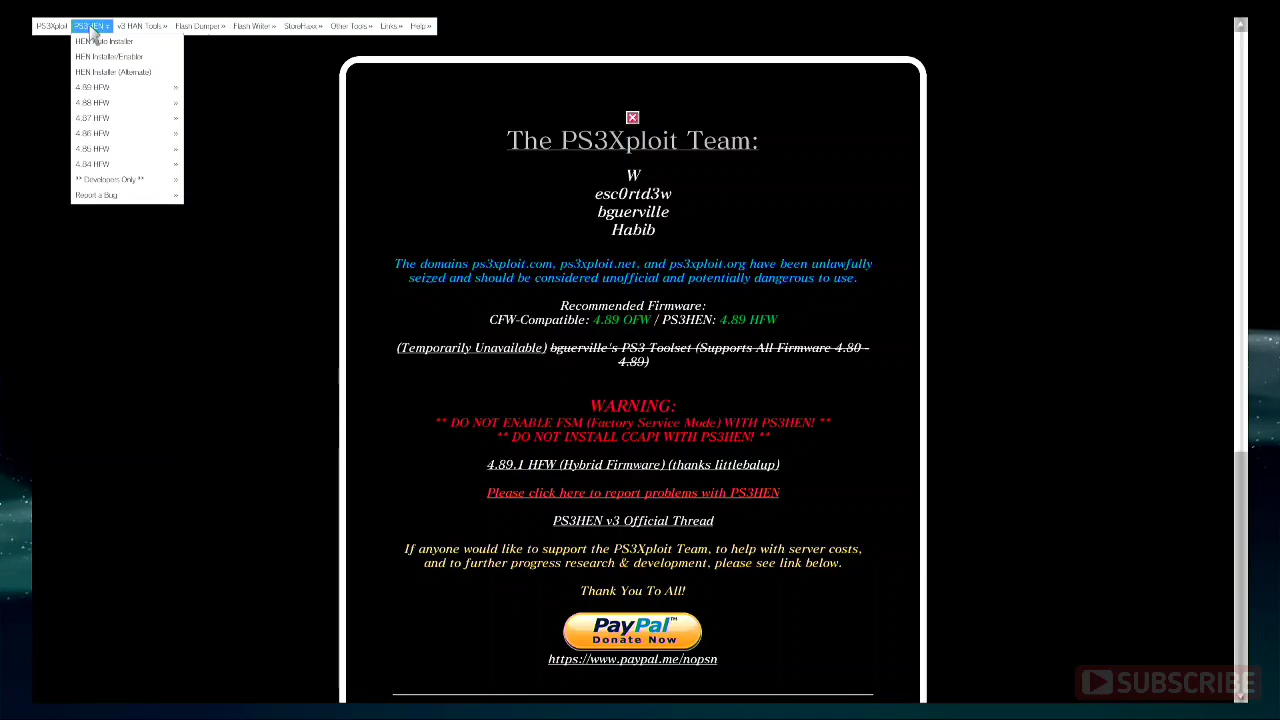 PS3Xploit PS3HEN » v3 HAN Tools » Flash Dumper » Flash Writer » StoreHaxx » Other Tools » Links » Help »
HEN Auto Installer
HEN Installer/Enabler
HEN Installer (Alternate)
4.89 HFW »
4.88 HFW »
4.87 HFW »
4.86 HFW »
4.85 HFW »
4.84 HFW »
** Developers Only ** »
Report a Bug »
The PS3Xploit Team:
W
esc0rtd3w
bguerville
Habib
The domains ps3xploit.com, ps3xploit.net, and ps3xploit.org have been unlawfully
seized and should be considered unofficial and potentially dangerous to use.
Recommended Firmware:
CFW-Compatible: 4.89 OFW / PS3HEN: 4.89 HFW
(Temporarily Unavailable) bguerville's PS3 Toolset (Supports All Firmware 4.80 -
4.89)
WARNING:
** DO NOT ENABLE FSM (Factory Service Mode) WITH PS3HEN! **
** DO NOT INSTALL CCAPI WITH PS3HEN! **
4.89.1 HFW (Hybrid Firmware) (thanks littlebalup)
Please click here to report problems with PS3HEN
PS3HEN v3 Official Thread
If anyone would like to support the PS3Xploit Team, to help with server costs,
and to further progress research & development, please see link below.
Thank You To All!
PayPal™
Donate Now
https://www.paypal.me/nopsn
SUBSCRIBE